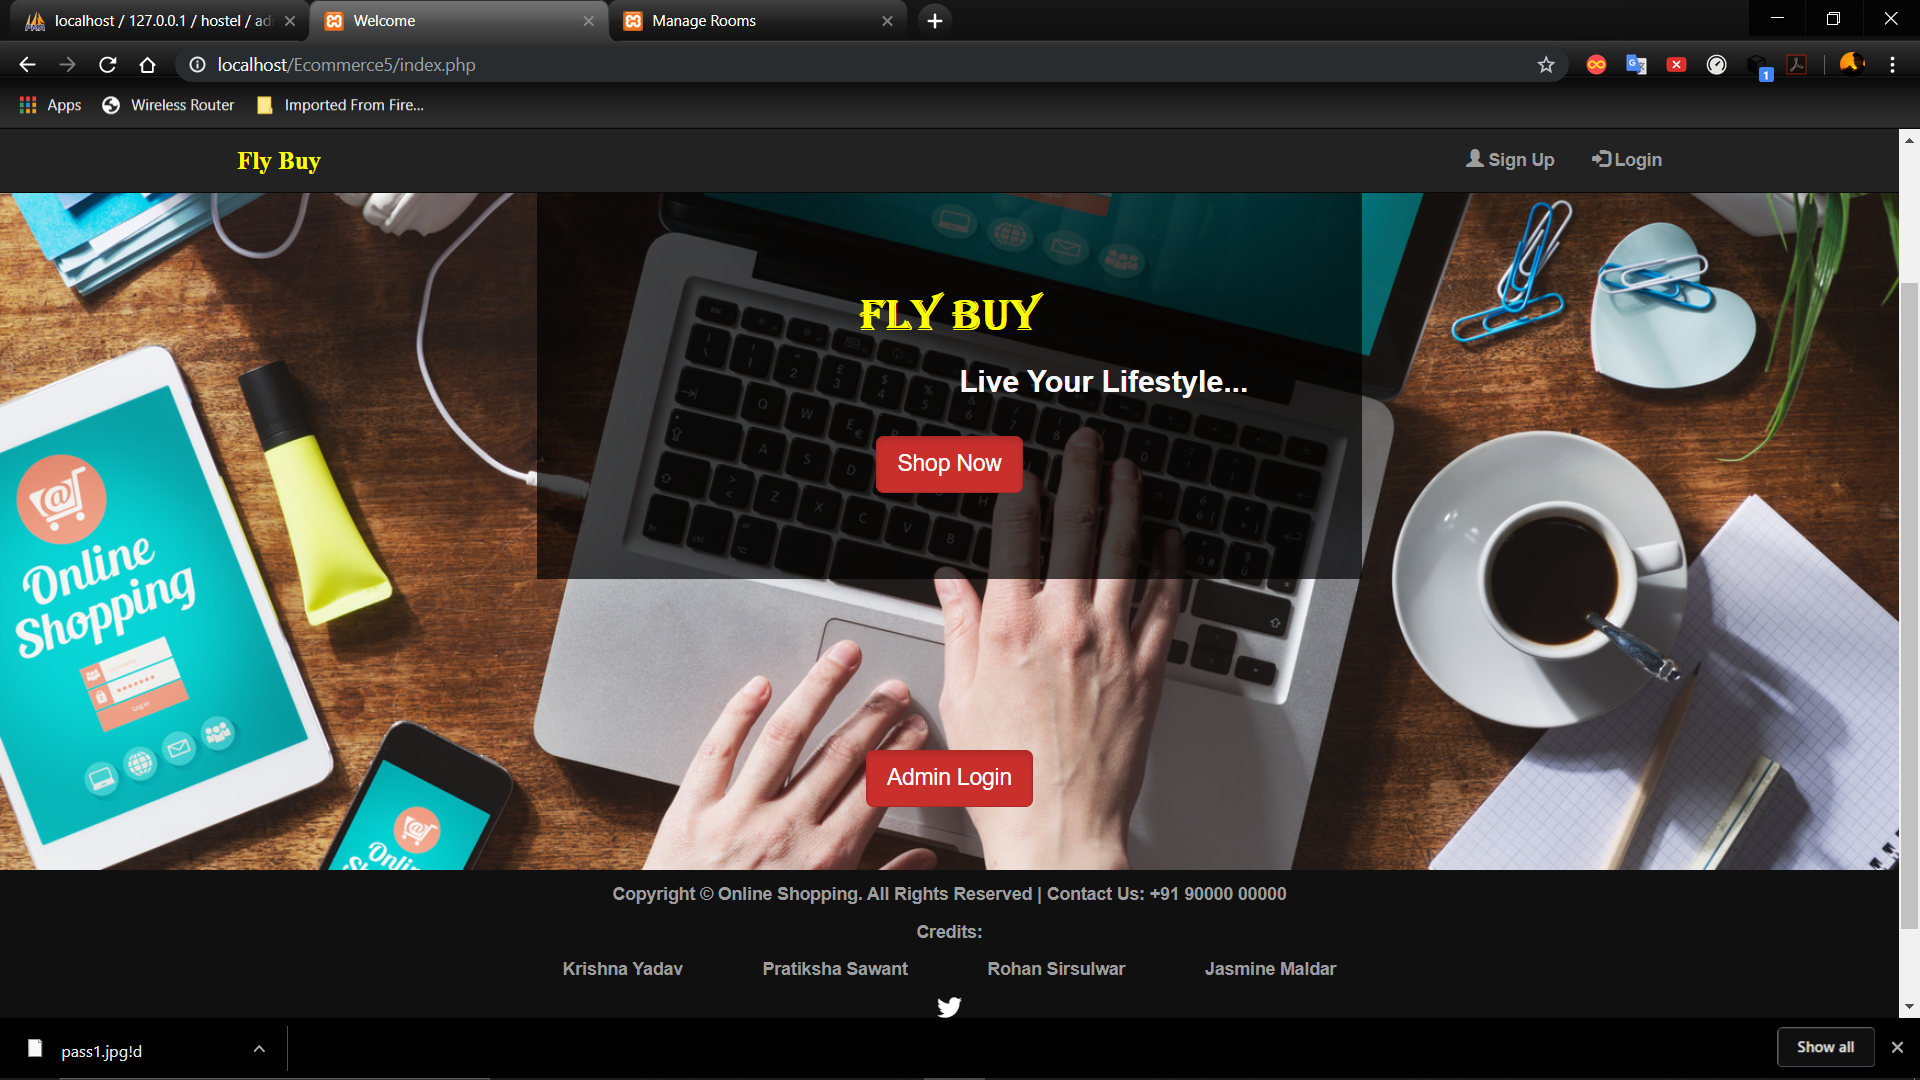 localhost / 127.0.0.1 / hostel / ad
Welcome
Manage Rooms
localhost/Ecommerce5/index.php
1
Apps
Wireless Router
Imported From Fire...
Fly Buy
Sign Up
Login
FLY BUY
Live Your Lifestyle...
Shop Now
Online
Shopping
Log in
Admin Login
Copyright © Online Shopping. All Rights Reserved | Contact Us: +91 90000 00000
Credits:
Krishna Yadav Pratiksha Sawant Rohan Sirsulwar Jasmine Maldar
pass1.jpg!d
Show all